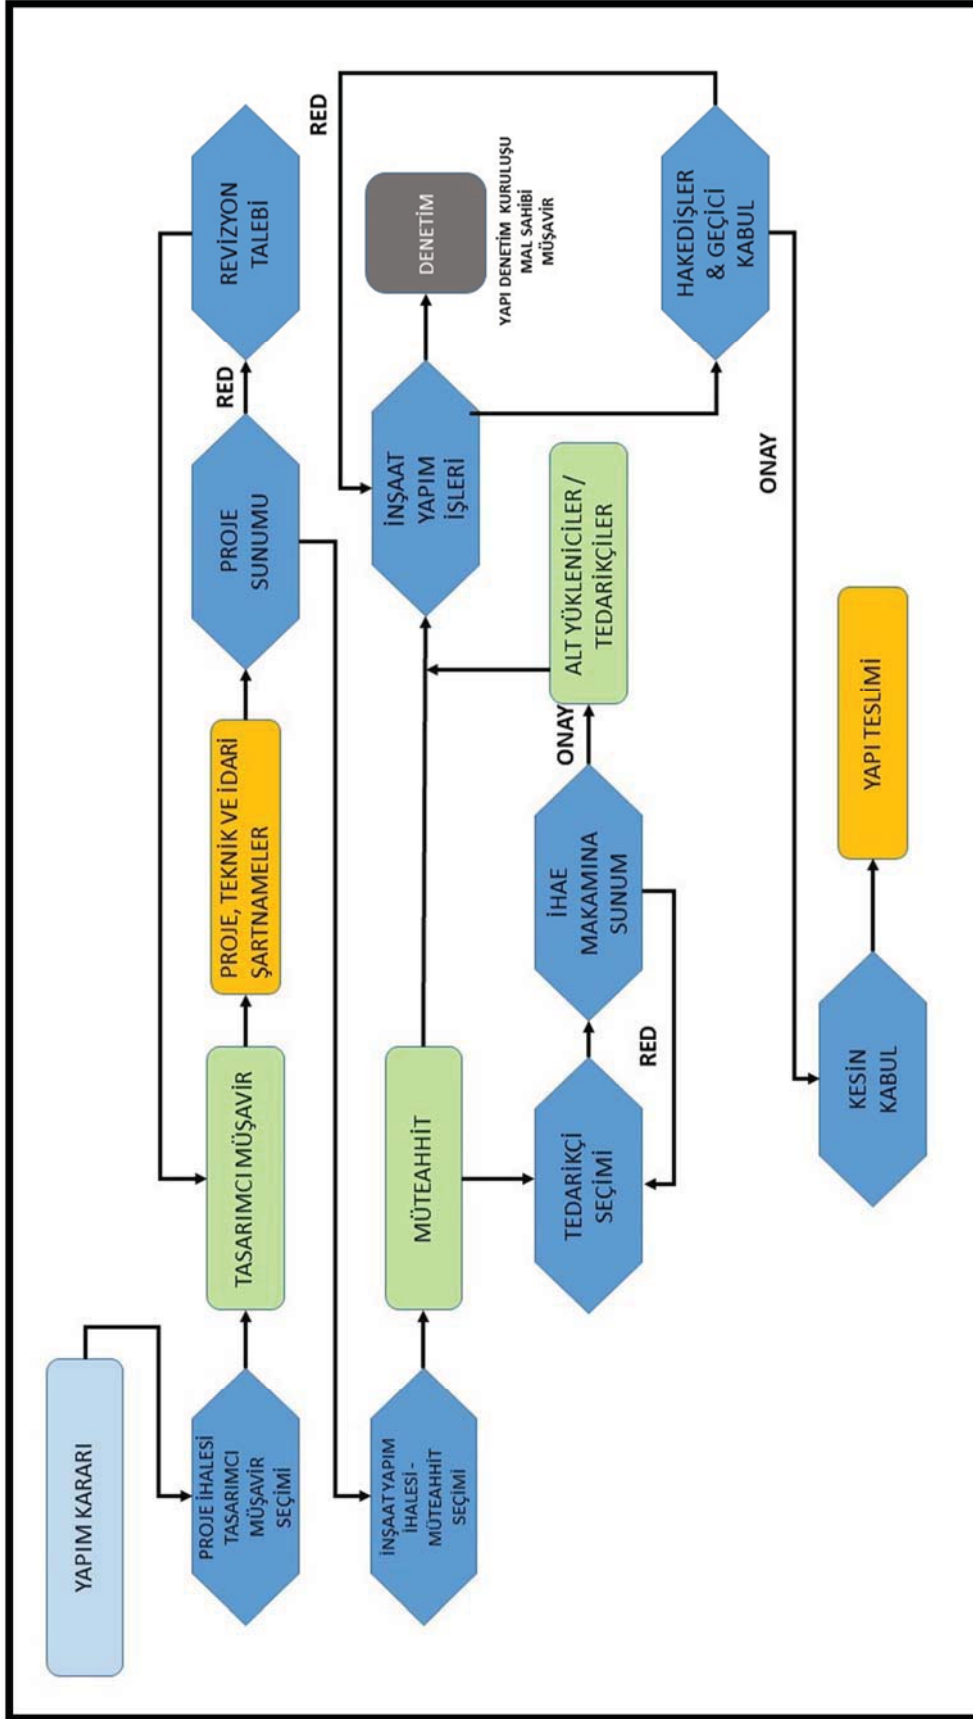 YAPIM KARARI
PROJE İHALESİ
TASARIMCI
MÜŞAVİR
SEÇİMİ
TASARIMCI MÜŞAVİR
PROJE, TEKNİK VE İDARİ
ŞARTNAMELER
PROJE
SUNUMU
RED
REVİZYON
TALEBİ
İNŞAAT YAPIM
İHALESİ -
MÜTEAHHİT
SEÇİMİ
MÜTEAHHİT
İNŞAAT
YAPIM
İŞLERİ
RED
DENETİM
YAPI DENETİM KURULUŞU
MAL SAHİBİ
MÜŞAVİR
TEDARİKÇİ
SEÇİMİ
İHAE
MAKAMINA
SUNUM
RED
ONAY
ALT YÜKLENİCİLER /
TEDARİKÇİLER
HAKEDİŞLER
& GEÇİCİ
KABUL
ONAY
KESİN
KABUL
YAPI TESLİMİ